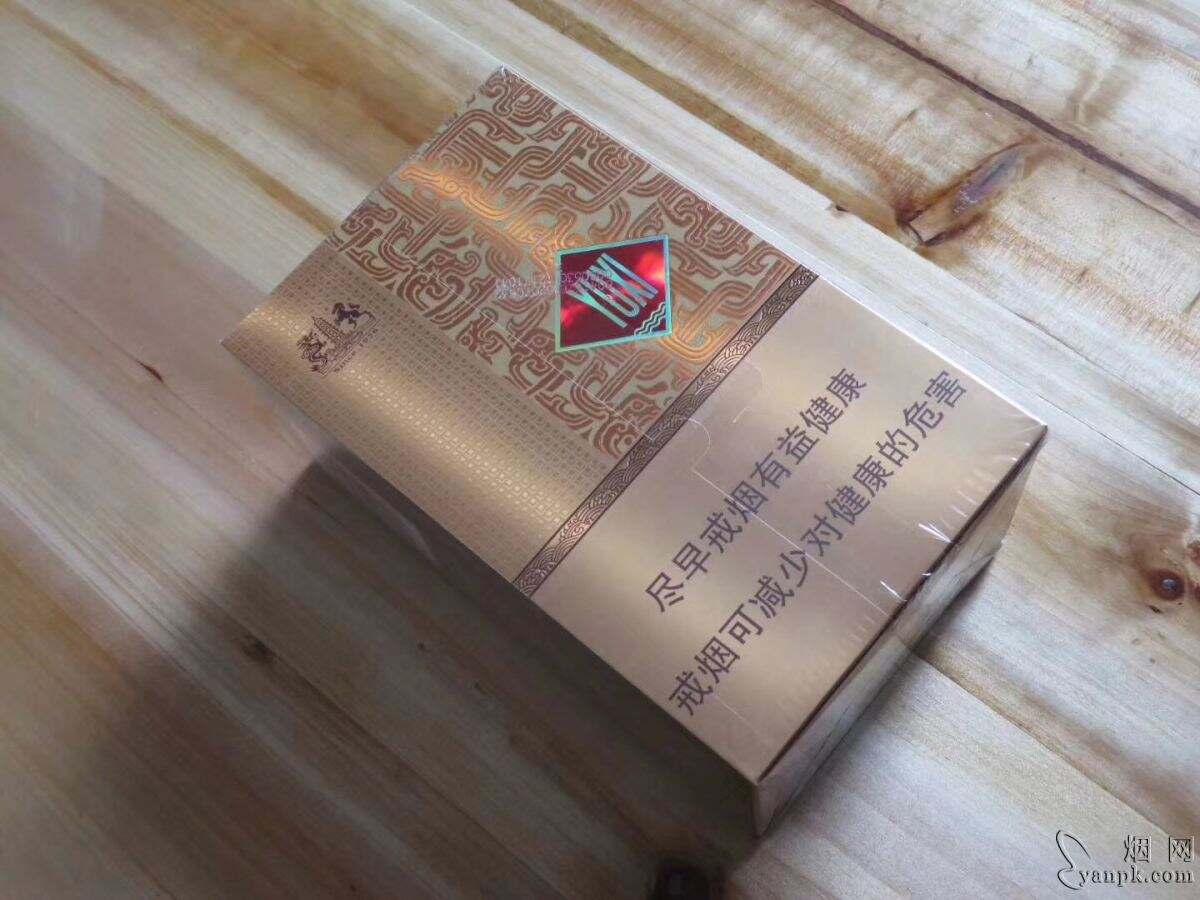 YUXI
尽早戒烟有益健康
戒烟可减少对健康的危害
烟 网
yanpk.com